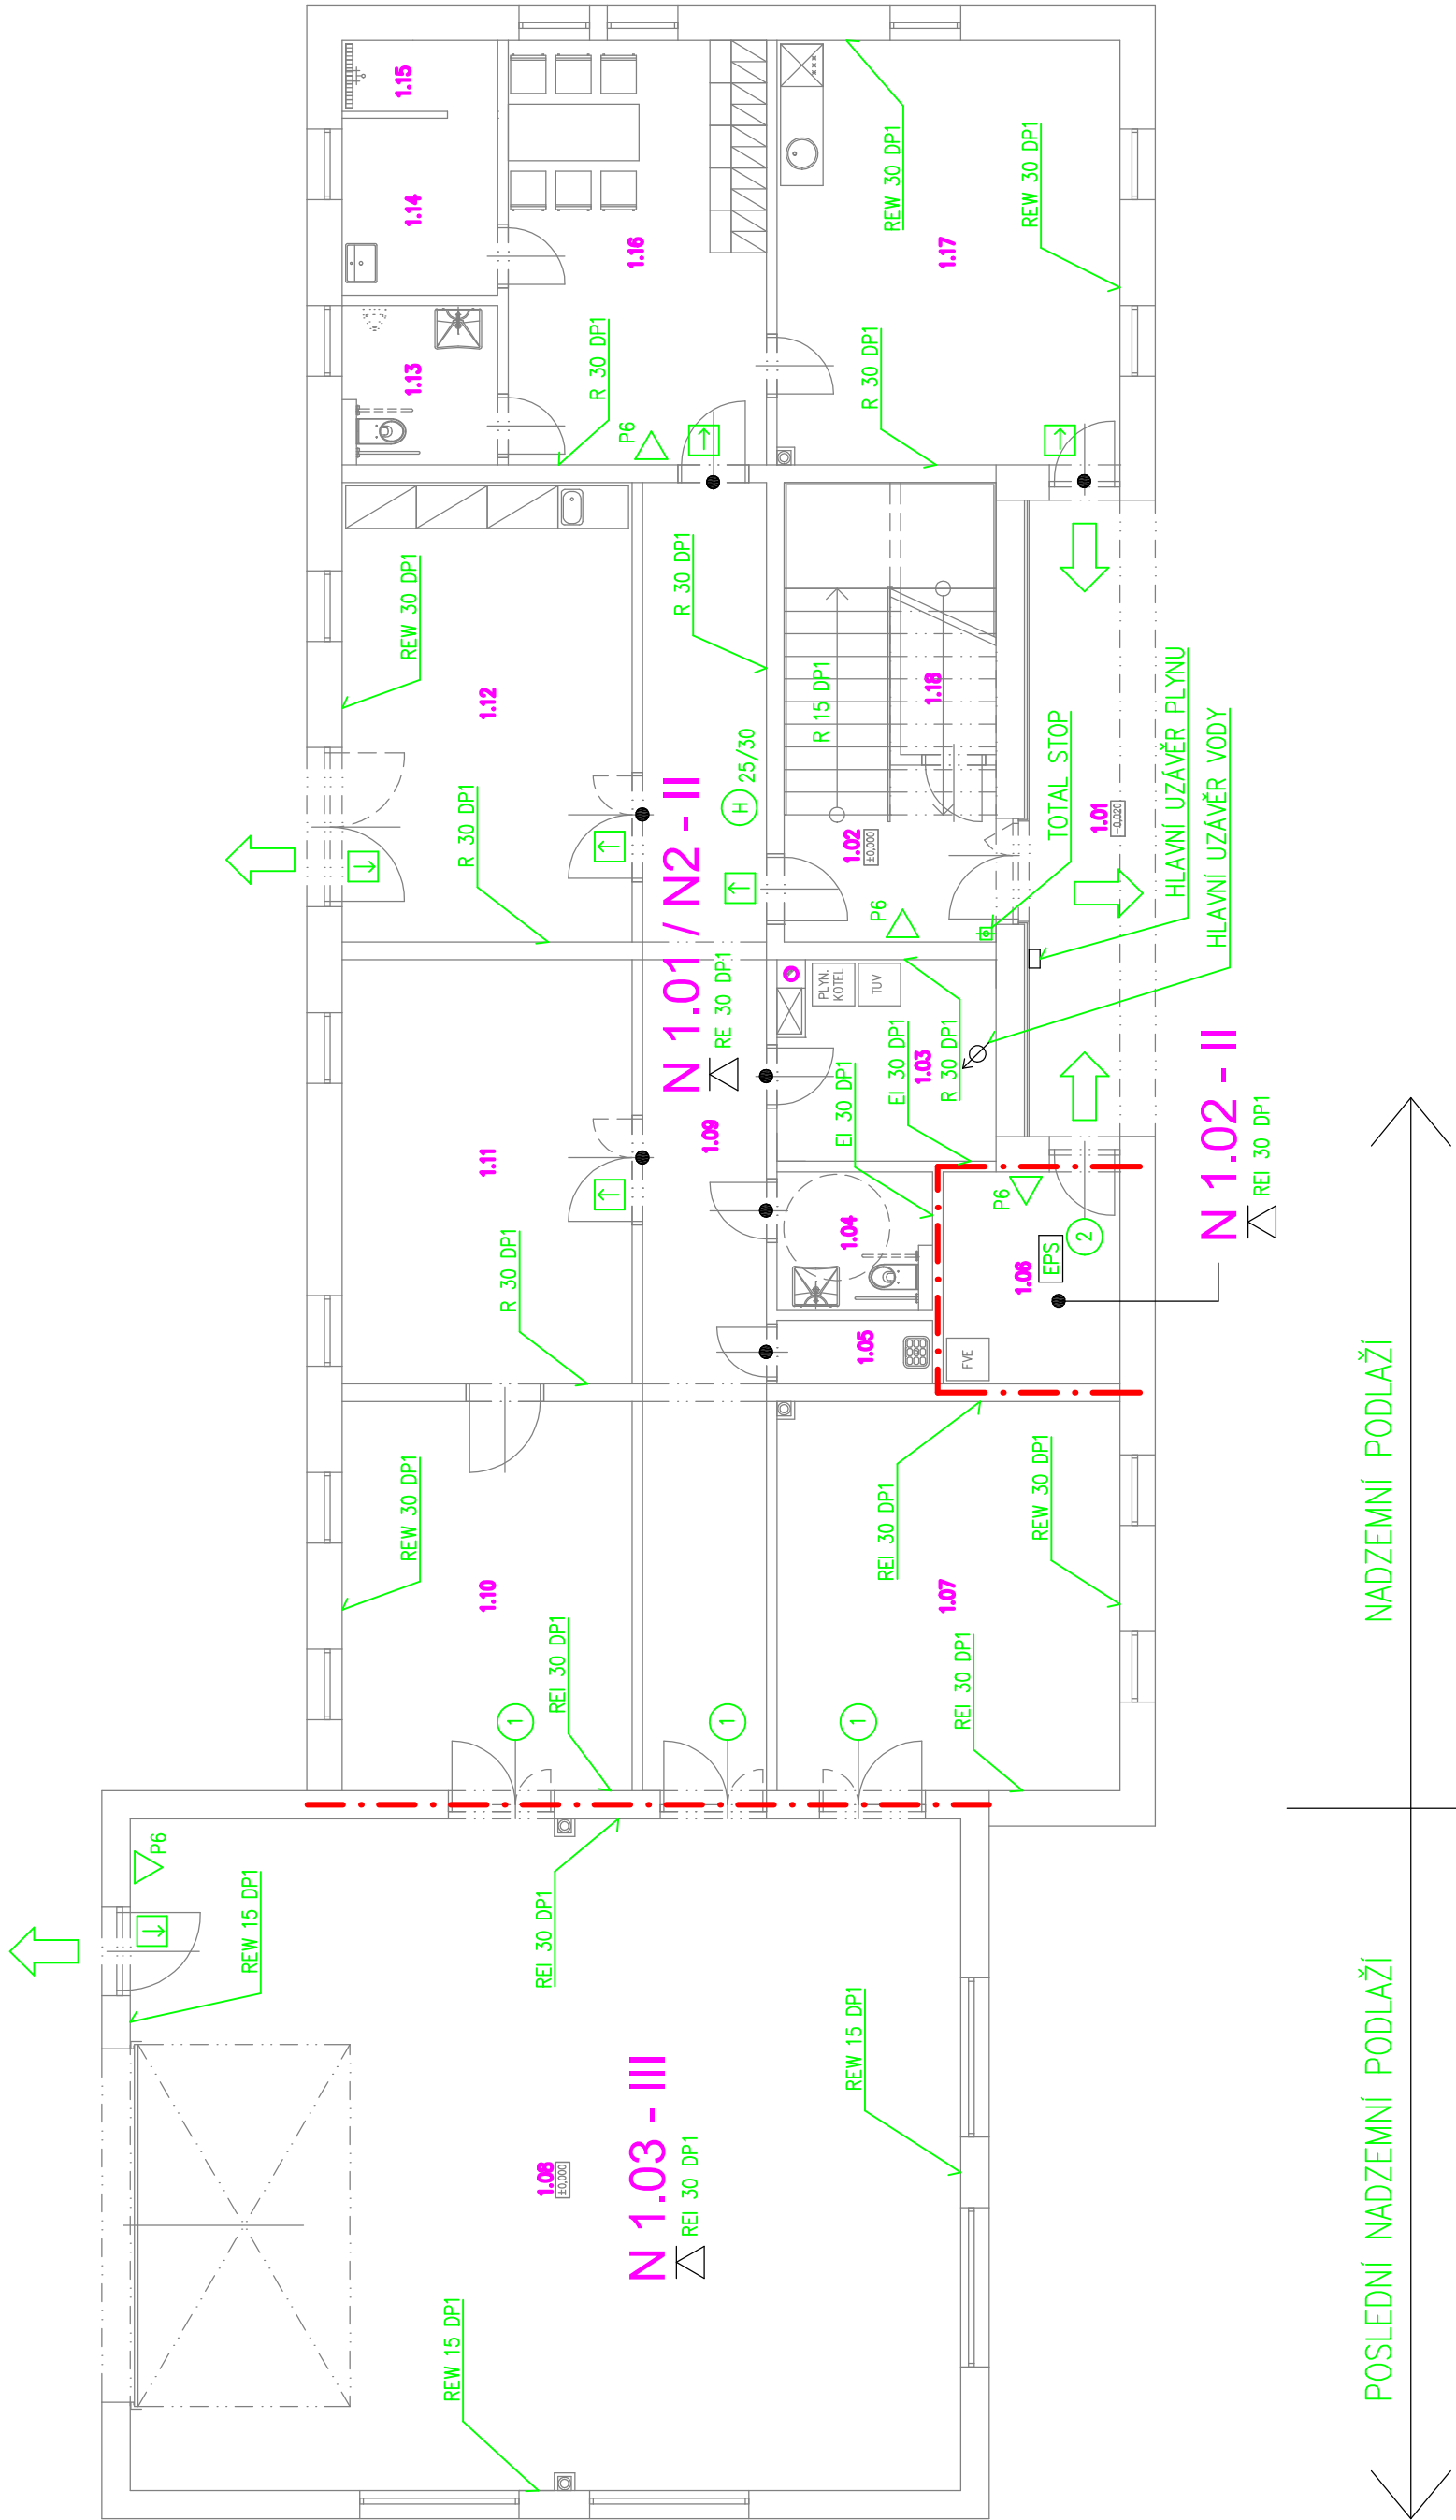 1.15
1.14
1.13
1.16
REW 30 DP1
REW 30 DP1
1.17
R 30 DP1
R 30 DP1
P6
REW 30 DP1
R 30 DP1
1.12
R 15 DP1
1.18
R 30 DP1
H 25/30
N 1.01 / N2 - II
RE 30 DP1
1.02
±0,000
1.01
-0,020
TOTAL STOP
HLAVNÍ UZÁVĚR PLYNU
HLAVNÍ UZÁVĚR VODY
P6
PLYN.
KOTEL
TUV
1.03
R 30 DP1
EI 30 DP1
EI 30 DP1
1.09
1.11
R 30 DP1
1.04
1.05
P6
1.06
EPS
2
FVE
N 1.02 - II
REI 30 DP1
REW 30 DP1
1.10
REI 30 DP1
REI 30 DP1
REW 30 DP1
1.07
REI 30 DP1
1
1
1
NADZEMNÍ PODLAŽÍ
P6
REW 15 DP1
REI 30 DP1
REW 15 DP1
1.08
±0,000
N 1.03 - III
REI 30 DP1
REW 15 DP1
POSLEDNÍ NADZEMNÍ PODLAŽÍ